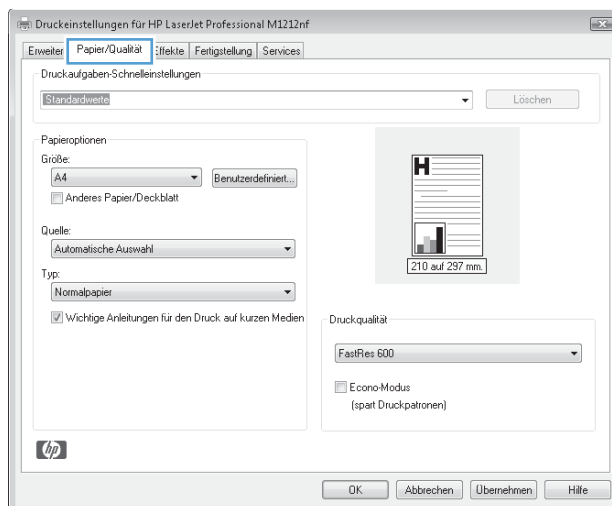 Druckeinstellungen für HP LaserJet Professional M1212nf
Erweiter Papier/Qualität Effekte Fertigstellung Services
Druckaufgaben-Schnelleinstellungen
Standardwerte Löschen
Papieroptionen
Größe:
A4 Benutzerdefiniert...
Anderes Papier/Deckblatt
Quelle:
Automatische Auswahl
Typ:
Normalpapier
Wichtige Anleitungen für den Druck auf kurzen Medien
H
210 auf 297 mm.
Druckqualität
FastRes 600
Econo-Modus
(spart Druckpatronen)
hp
OK Abbrechen Übernehmen Hilfe